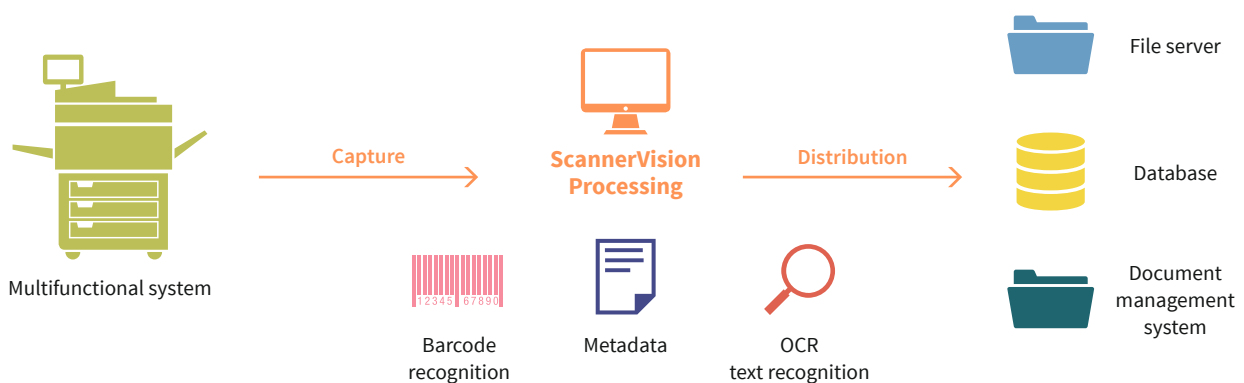 Multifunctional system
Capture
ScannerVision
Processing
12345 67890
Barcode
recognition
Metadata
OCR
text recognition
Distribution
File server
Database
Document
management
system